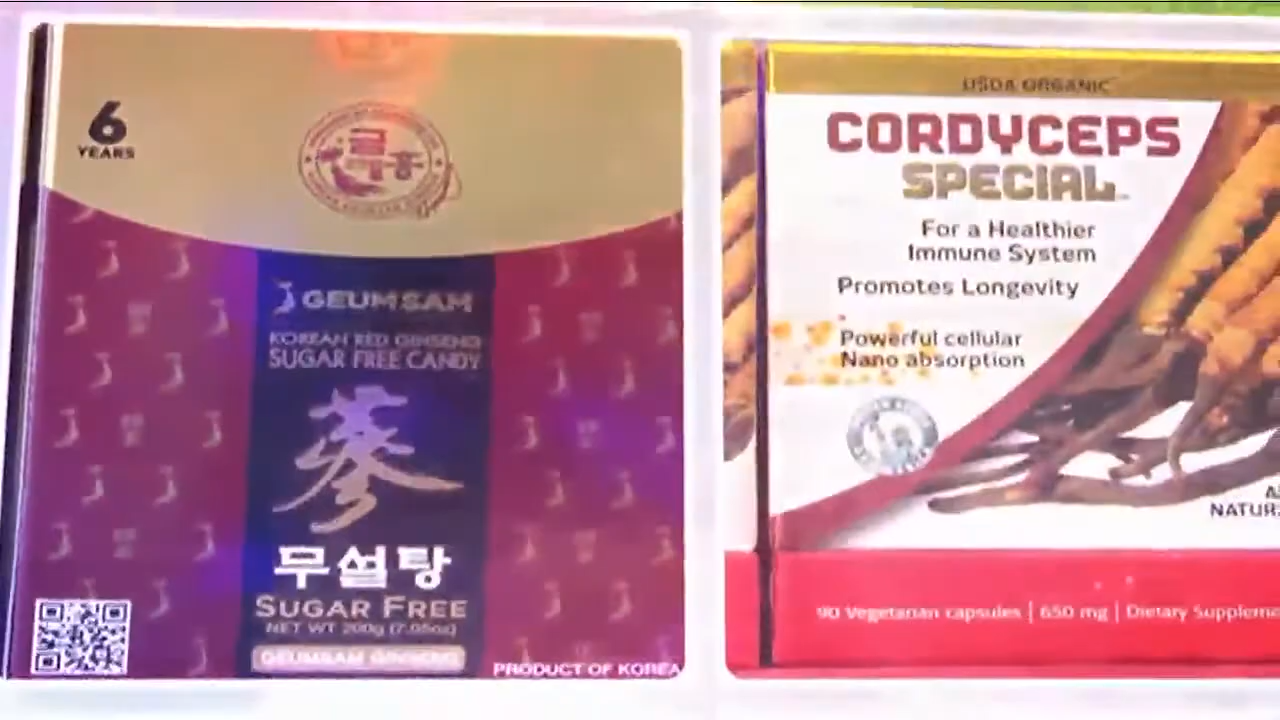 6
YEARS
GEUMSAM
KOREAN RED GINSENG
SUGAR FREE CANDY
蔘
무설탕
SUGAR FREE
NET WT 200g (7.05oz)
GEUMSAM GINSENG
PRODUCT OF KOREA
USDA ORGANIC
CORDYCEPS
SPECIAL
For a Healthier
Immune System
Promotes Longevity
Powerful cellular
Nano absorption
90 Vegetarian capsules | 650 mg | Dietary